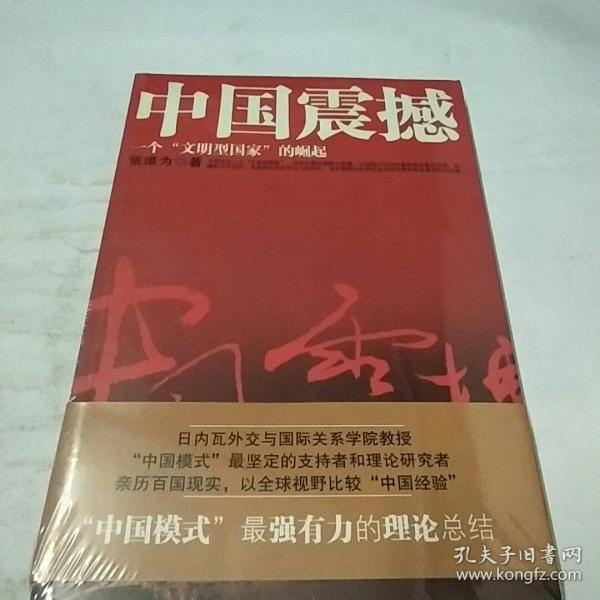 中国震撼
一个“文明型国家”的崛起
张维为◎著
中国震撼
日内瓦外交与国际关系学院教授
“中国模式”最坚定的支持者和理论研究者
亲历百国现实，以全球视野比较“中国经验”
“中国模式”最强有力的理论总结
孔夫子旧书网
www.kongfz.com